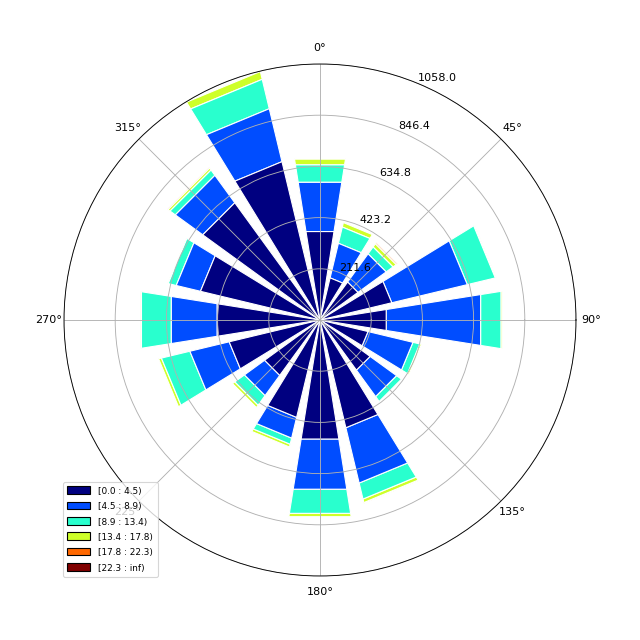 0°
1058.0
846.4
45°
315°
634.8
423.2
211.6
270°
90°
[0.0 : 4.5)
[4.5 : 8.9)
[8.9 : 13.4)
[13.4 : 17.8)
[17.8 : 22.3)
[22.3 : inf)
225°
135°
180°